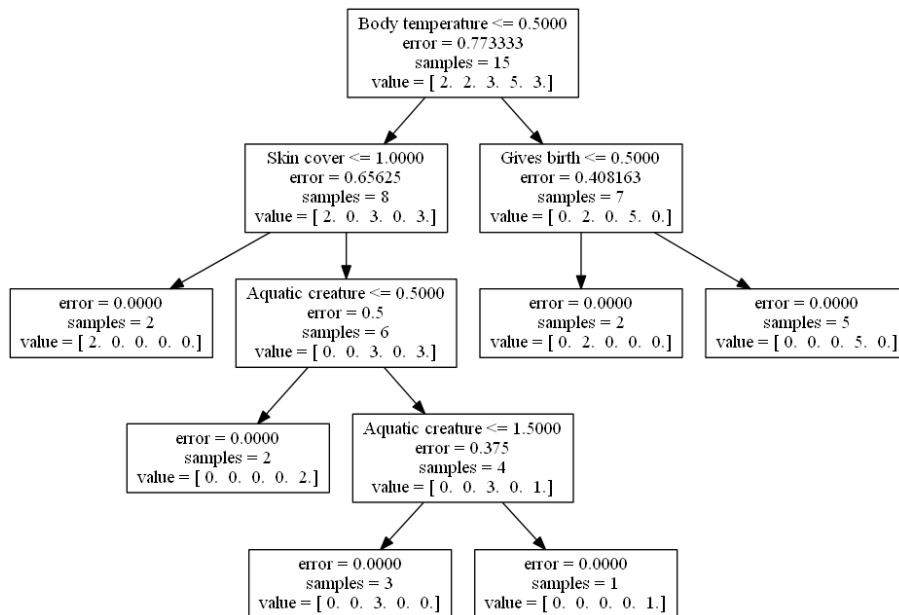 Body temperature <= 0.5000
error = 0.773333
samples = 15
value = [ 2. 2. 3. 5. 3.]
Skin cover <= 1.0000
error = 0.65625
samples = 8
value = [ 2. 0. 3. 0. 3.]
Gives birth <= 0.5000
error = 0.408163
samples = 7
value = [ 0. 2. 0. 5. 0.]
error = 0.0000
samples = 2
value = [ 2. 0. 0. 0. 0.]
Aquatic creature <= 0.5000
error = 0.5
samples = 6
value = [ 0. 0. 3. 0. 3.]
error = 0.0000
samples = 2
value = [ 0. 2. 0. 0. 0.]
error = 0.0000
samples = 5
value = [ 0. 0. 0. 5. 0.]
error = 0.0000
samples = 2
value = [ 0. 0. 0. 0. 2.]
Aquatic creature <= 1.5000
error = 0.375
samples = 4
value = [ 0. 0. 3. 0. 1.]
error = 0.0000
samples = 3
value = [ 0. 0. 3. 0. 0.]
error = 0.0000
samples = 1
value = [ 0. 0. 0. 0. 1.]